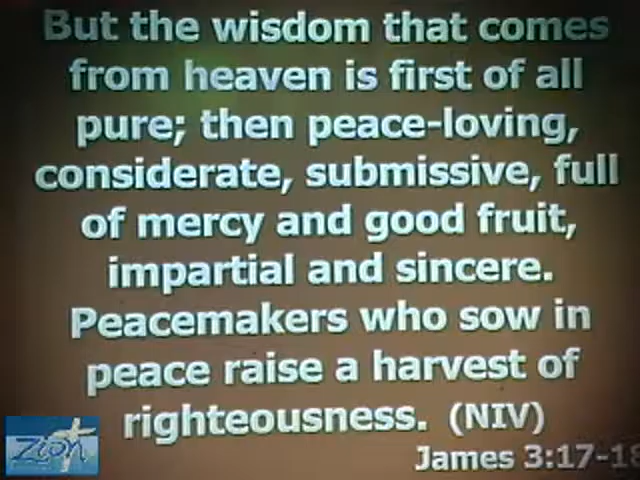 But the wisdom that comes
from heaven is first of all
pure; then peace-loving,
considerate, submissive, full
of mercy and good fruit,
impartial and sincere.
Peacemakers who sow in
peace raise a harvest of
righteousness. (NIV)
James 3:17-18
Zion